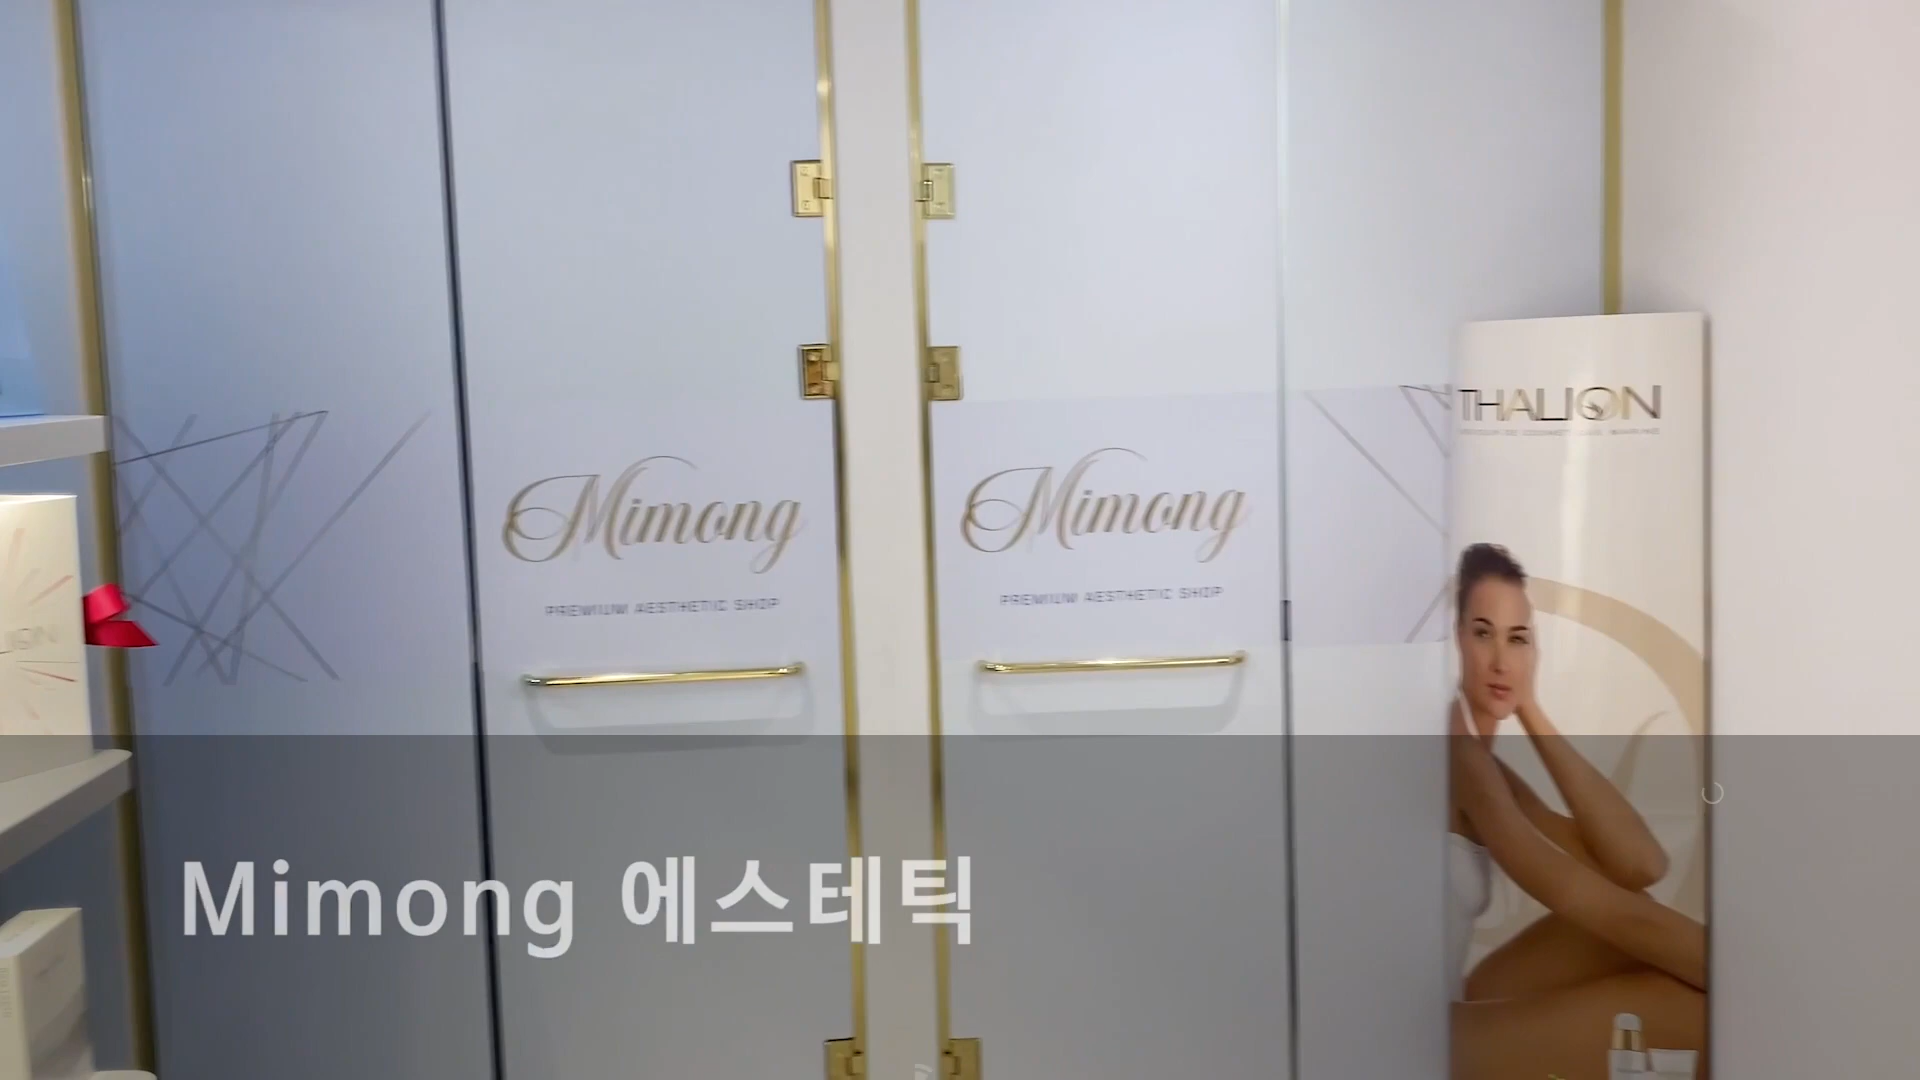 Mimong
PREMIUM AESTHETIC SHOP
Mimong
PREMIUM AESTHETIC SHOP
THALION
Mimong 에스테틱